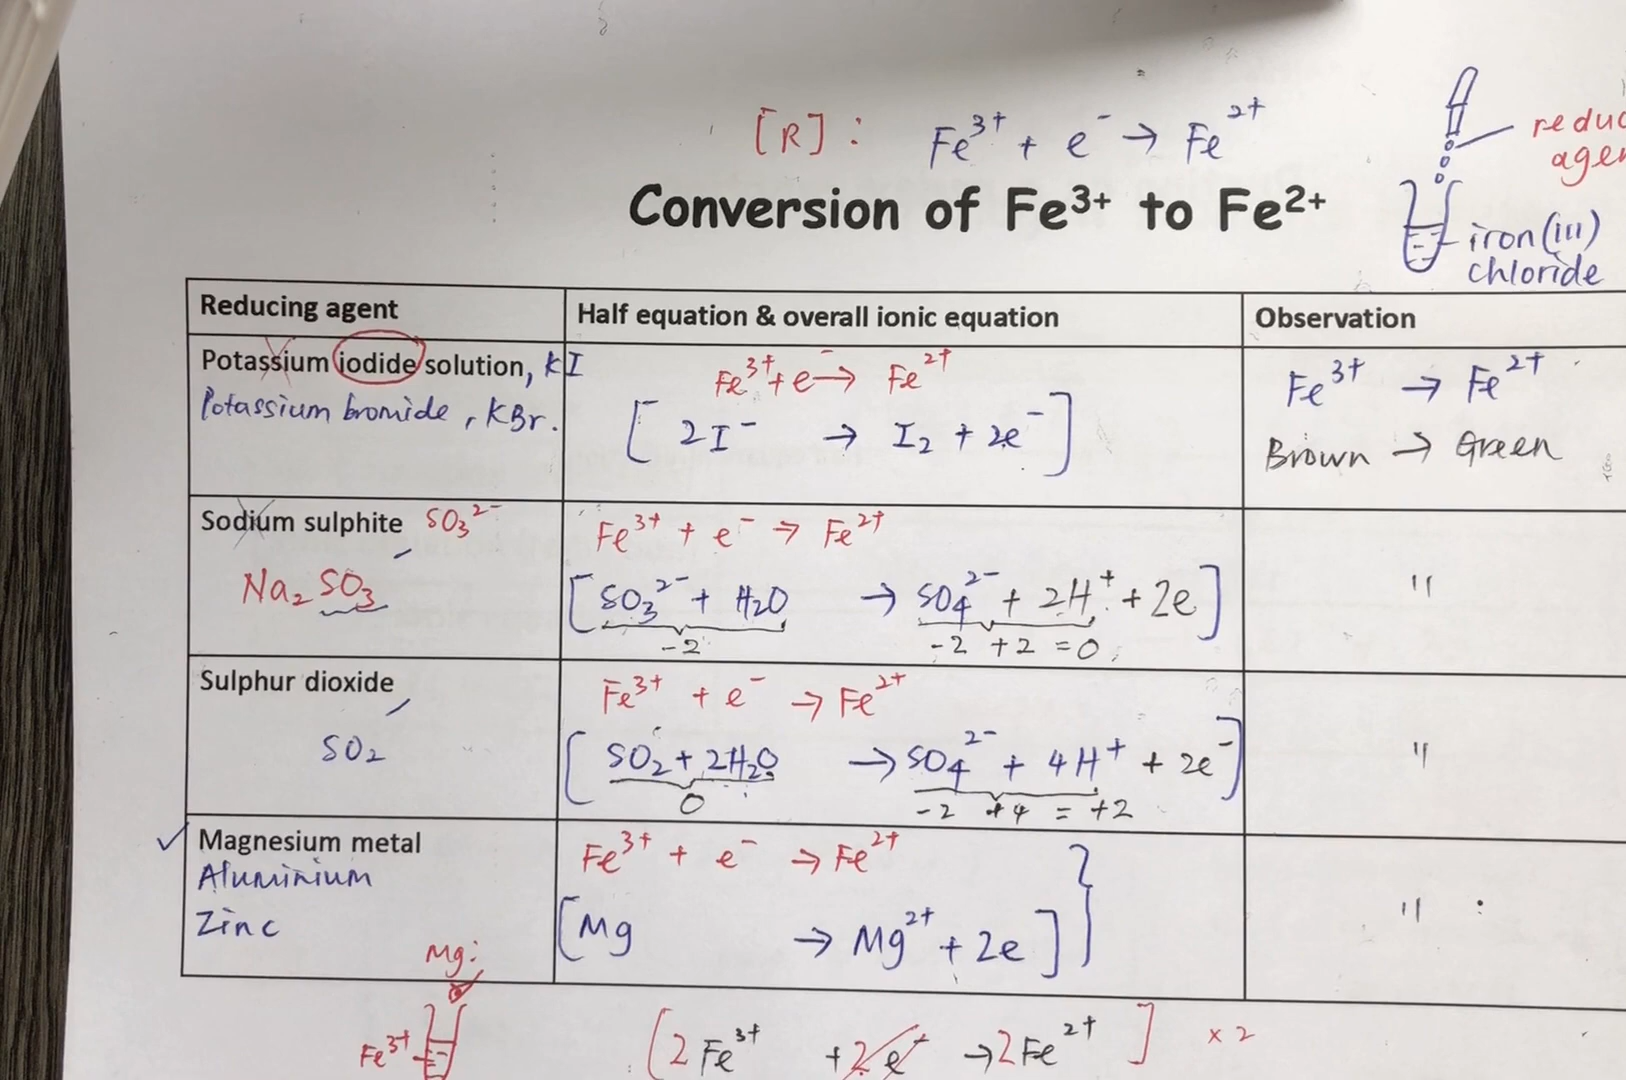 [R] : Fe³⁺ + e⁻ → Fe²⁺
Conversion of Fe³⁺ to Fe²⁺
iron(iii)
chloride
Reducing agent
Half equation & overall ionic equation
Observation
Potassium iodide solution, KI
Potassium bromide, KBr.
Fe³⁺ + e⁻ → Fe²⁺
[ 2I⁻ → I₂ + 2e⁻ ]
Fe³⁺ → Fe²⁺
Brown → Green
Sodium sulphite SO₃²⁻
Na₂SO₃
Fe³⁺ + e⁻ → Fe²⁺
[ SO₃²⁻ + H₂O → SO₄²⁻ + 2H⁺ + 2e ]
-2 -2 +2 = 0
"
Sulphur dioxide
SO₂
Fe³⁺ + e⁻ → Fe²⁺
[ SO₂ + 2H₂O → SO₄²⁻ + 4H⁺ + 2e⁻ ]
0 -2 +4 = +2
"
Magnesium metal
Aluminium
Zinc
Fe³⁺ + e⁻ → Fe²⁺
[ Mg → Mg²⁺ + 2e ] }
"
Mg
Fe³⁺
[ 2Fe³⁺ + 2e⁻ → 2Fe²⁺ ] × 2